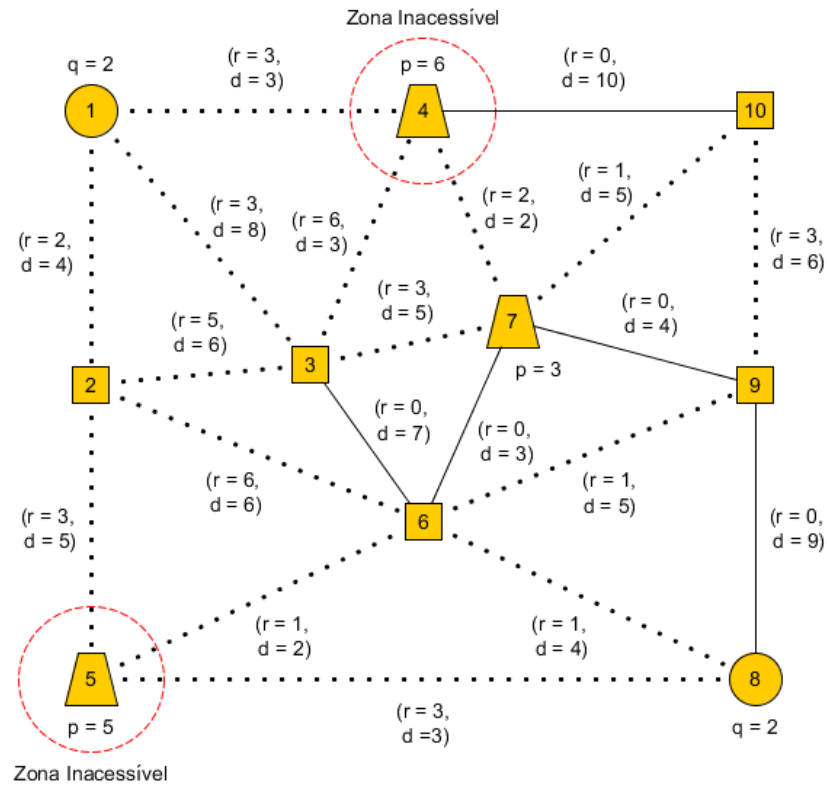 Zona Inacessível
q = 2
(r = 3,
d = 3)
p = 6
(r = 0,
d = 10)
1
4
10
(r = 3,
d = 8)
(r = 6,
d = 3)
(r = 2,
d = 2)
(r = 1,
d = 5)
(r = 2,
d = 4)
(r = 3,
d = 6)
(r = 5,
d = 6)
(r = 3,
d = 5)
(r = 0,
d = 4)
7
3
p = 3
2
9
(r = 0,
d = 7)
(r = 0,
d = 3)
(r = 6,
d = 6)
(r = 1,
d = 5)
(r = 3,
d = 5)
6
(r = 0,
d = 9)
(r = 1,
d = 2)
(r = 1,
d = 4)
5
8
p = 5
(r = 3,
d =3)
q = 2
Zona Inacessível